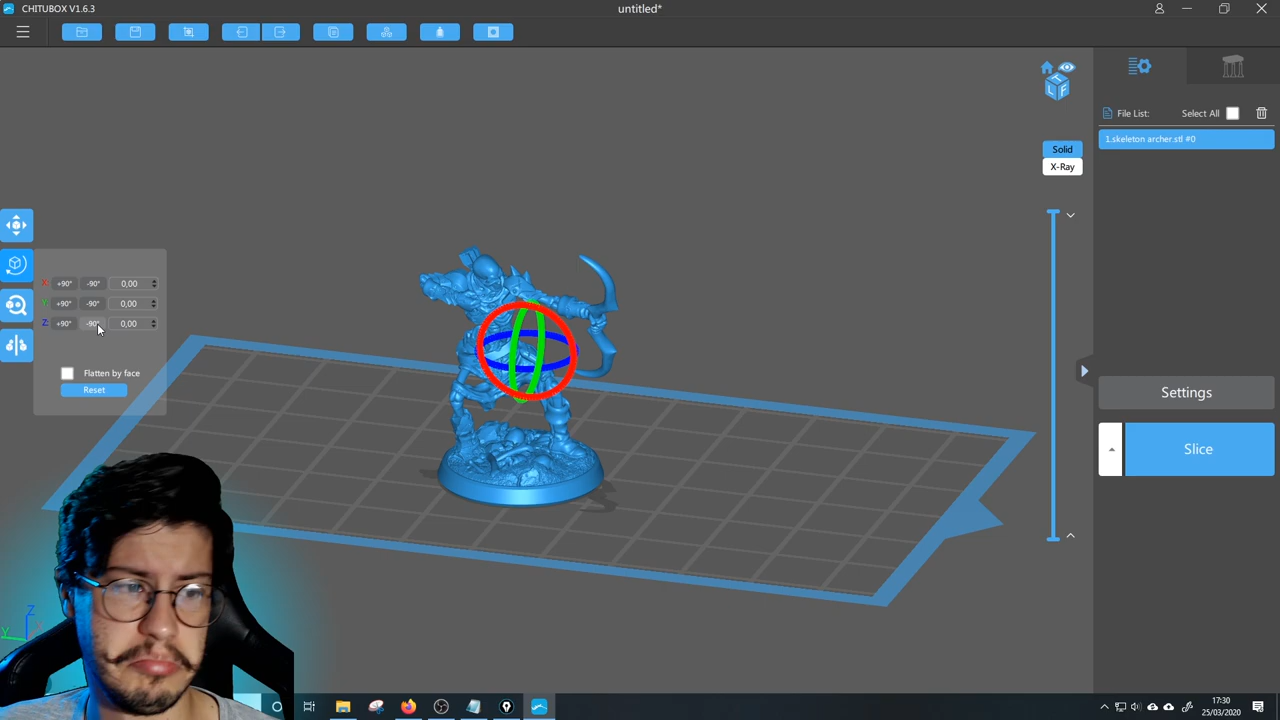 CHITUBOX V1.6.3
untitled*
File List:
Select All
1.skeleton archer.stl #0
Solid
X-Ray
X: +90° -90° 0,00
Y: +90° -90° 0,00
Z: +90° -90° 0,00
Flatten by face
Reset
Settings
Slice
T
L F
Z
Y
17:30
25/03/2020